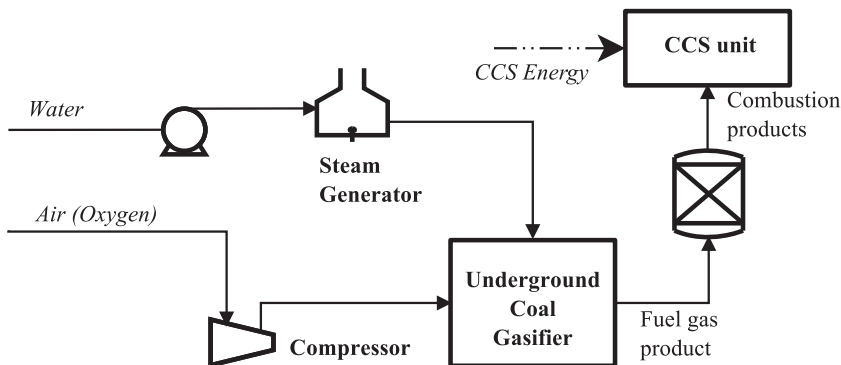 CCS unit
CCS Energy
Combustion
products
Water
Steam
Generator
Air (Oxygen)
Underground
Coal
Gasifier
Fuel gas
product
Compressor